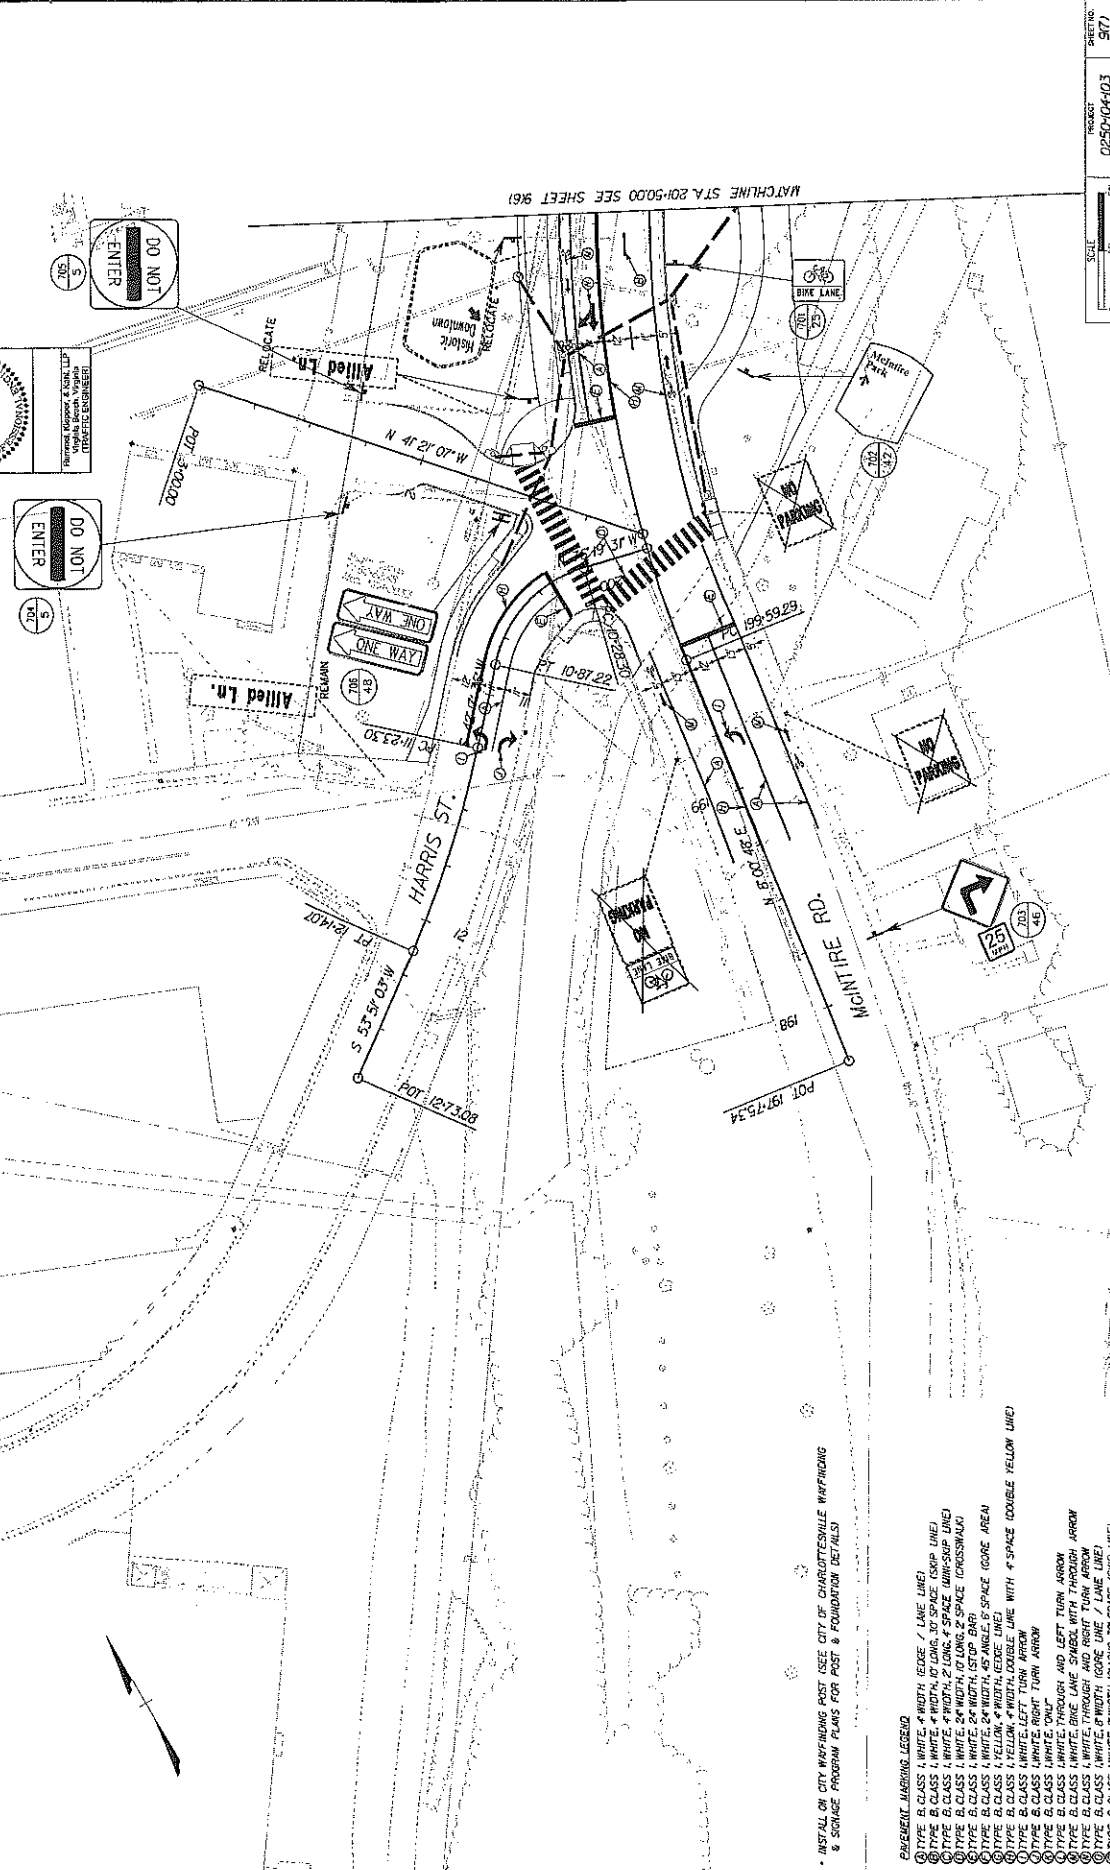 SHEET NO.
9(7)
PROJECT
0250-104-103
SCALE
MATCHLINE STA. 201+50.00 SEE SHEET 9(6)
DO NOT
ENTER
705
5
RELOCATE
Allied Ln.
Historic
Downtown
RELOCATE
BIKE LANE
701
25
McIntire
Park
702
42
Virginia Beach, Virginia
(TRAFFIC ENGINEER)
POT 3+00.00
N 41° 21' 07" W
DO NOT
ENTER
704
5
ONE WAY
ONE WAY
706
48
REMAIN
Allied Ln.
NO
PARKING
PC 199+59.29
10+28.30
10+87.22
PC 11+23.30
HARRIS ST.
PT 12+14.07
12
S 53° 51' 03" W
POT 12+73.08
NO
PARKING
199
MCINTIRE RD.
NO
PARKING
BIKE LANE
198
POT 197+75.34
25
MPH
703
46
* INSTALL ON CITY WAYFINDING POST (SEE CITY OF CHARLOTTESVILLE WAYFINDING
& SIGNAGE PROGRAM PLANS FOR POST & FOUNDATION DETAILS)
PAVEMENT MARKING LEGEND
A TYPE B, CLASS I, WHITE, 4" WIDTH (EDGE / LANE LINE)
B TYPE B, CLASS I, WHITE, 4" WIDTH, 10' LONG, 30' SPACE (SKIP LINE)
C TYPE B, CLASS I, WHITE, 4" WIDTH, 2' LONG, 4' SPACE (MINI-SKIP LINE)
D TYPE B, CLASS I, WHITE, 24" WIDTH, 10' LONG, 2' SPACE (CROSSWALK)
E TYPE B, CLASS I, WHITE, 24" WIDTH, (STOP BAR)
F TYPE B, CLASS I, WHITE, 24" WIDTH, 45° ANGLE, 6' SPACE (GORE AREA)
G TYPE B, CLASS I, YELLOW, 4" WIDTH, (EDGE LINE)
H TYPE B, CLASS I, YELLOW, 4" WIDTH, DOUBLE LINE WITH 4" SPACE (DOUBLE YELLOW LINE)
I TYPE B, CLASS I, WHITE, LEFT TURN ARROW
J TYPE B, CLASS I, WHITE, RIGHT TURN ARROW
K TYPE B, CLASS I, WHITE, "ONLY"
L TYPE B, CLASS I, WHITE, THROUGH AND LEFT TURN ARROW
M TYPE B, CLASS I, WHITE, BIKE LANE SYMBOL WITH THROUGH ARROW
N TYPE B, CLASS I, WHITE, THROUGH AND RIGHT TURN ARROW
O TYPE B, CLASS I, WHITE, 8" WIDTH (GORE LINE / LANE LINE)